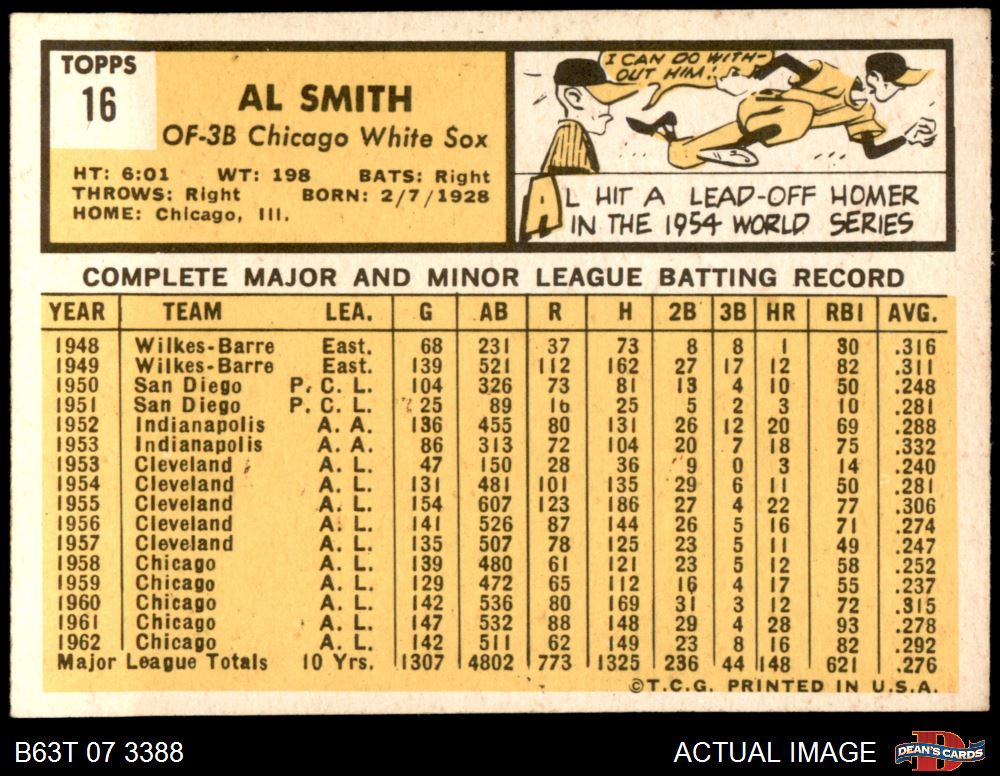 TOPPS
16
AL SMITH
OF-3B Chicago White Sox
HT: 6:01 WT: 198 BATS: Right
THROWS: Right BORN: 2/7/1928
HOME: Chicago, Ill.
I CAN DO WITH-
OUT HIM!
AL HIT A LEAD-OFF HOMER
IN THE 1954 WORLD SERIES
COMPLETE MAJOR AND MINOR LEAGUE BATTING RECORD
YEAR TEAM LEA. G AB R H 2B 3B HR RBI AVG.
1948 Wilkes-Barre East. 68 231 37 73 8 8 1 30 .316
1949 Wilkes-Barre East. 139 521 112 162 27 17 12 82 .311
1950 San Diego P. C. L. 104 326 73 81 13 4 10 50 .248
1951 San Diego P. C. L. 25 89 16 25 5 2 3 10 .281
1952 Indianapolis A. A. 136 455 80 131 26 12 20 69 .288
1953 Indianapolis A. A. 86 313 72 104 20 7 18 75 .332
1953 Cleveland A. L. 47 150 28 36 9 0 3 14 .240
1954 Cleveland A. L. 131 481 101 135 29 6 11 50 .281
1955 Cleveland A. L. 154 607 123 186 27 4 22 77 .306
1956 Cleveland A. L. 141 526 87 144 26 5 16 71 .274
1957 Cleveland A. L. 135 507 78 125 23 5 11 49 .247
1958 Chicago A. L. 139 480 61 121 23 5 12 58 .252
1959 Chicago A. L. 129 472 65 112 16 4 17 55 .237
1960 Chicago A. L. 142 536 80 169 31 3 12 72 .315
1961 Chicago A. L. 147 532 88 148 29 4 28 93 .278
1962 Chicago A. L. 142 511 62 149 23 8 16 82 .292
Major League Totals 10 Yrs. 1307 4802 773 1325 236 44 148 621 .276
©T.C.G. PRINTED IN U.S.A.
B63T 07 3388
ACTUAL IMAGE
D
DEAN'S CARDS